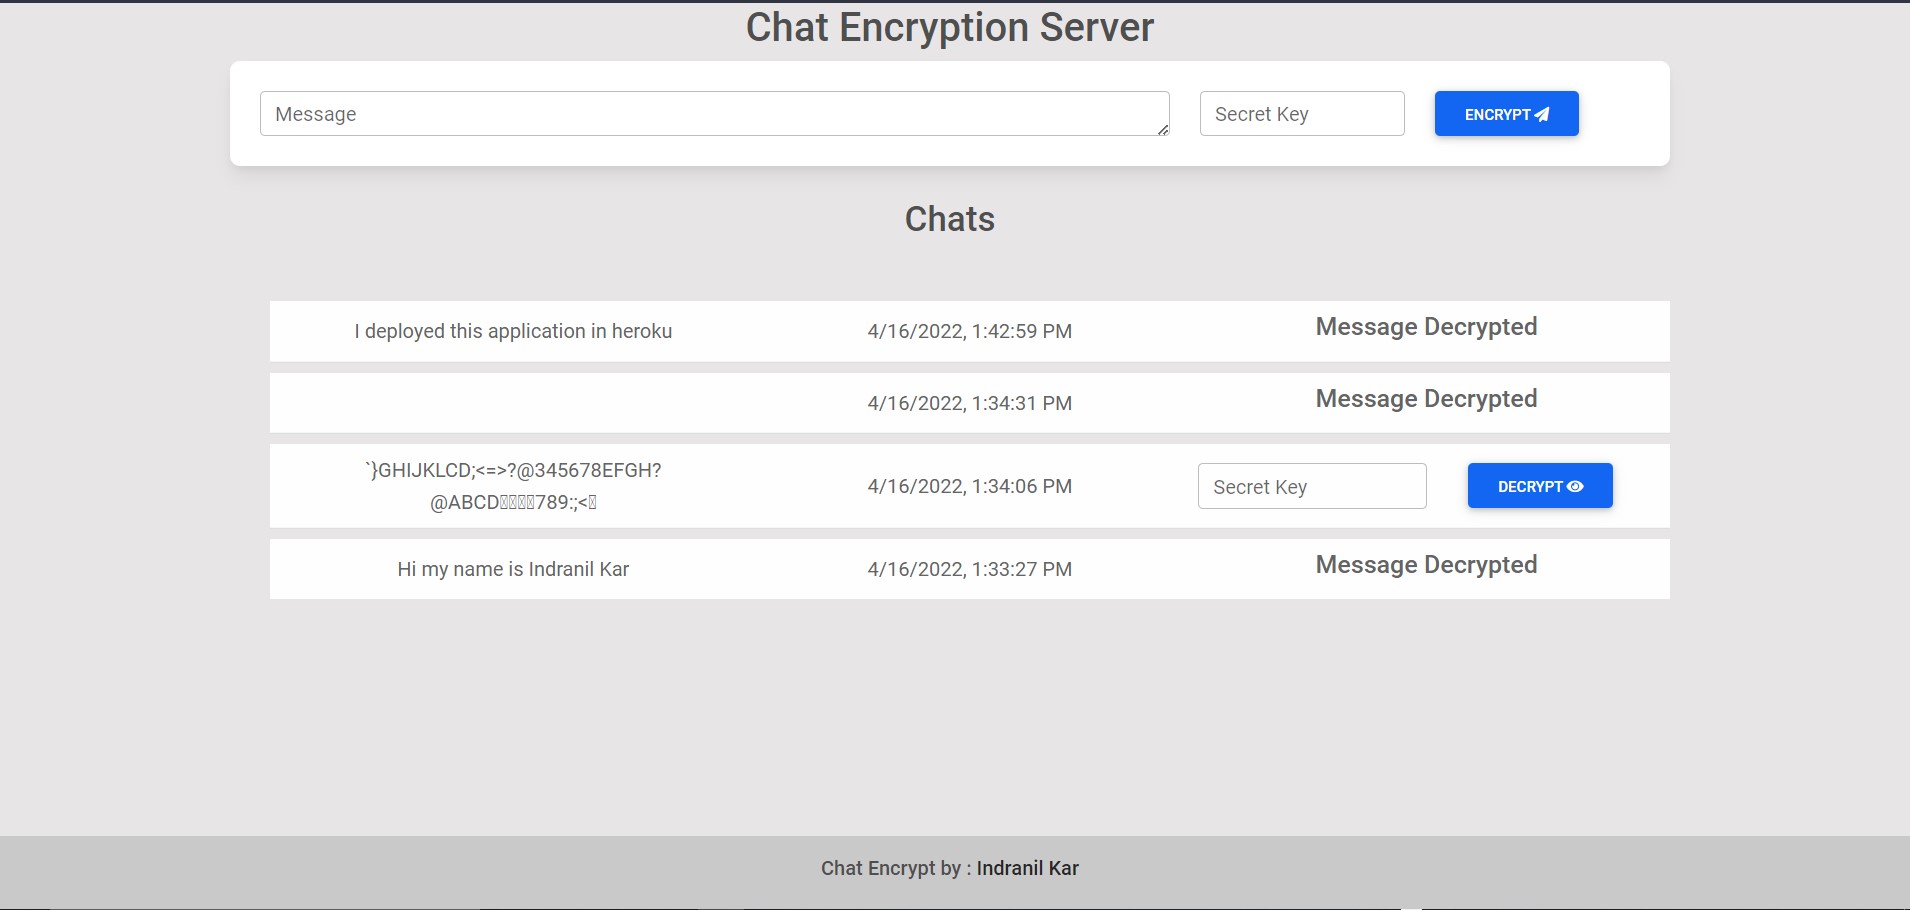 Chat Encryption Server
Message
Secret Key
ENCRYPT
Chats
I deployed this application in heroku
4/16/2022, 1:42:59 PM
Message Decrypted
4/16/2022, 1:34:31 PM
Message Decrypted
`}GHIJKLCD;<=>?@345678EFGH?
@ABCD▯▯▯▯789:;<▯
4/16/2022, 1:34:06 PM
Secret Key
DECRYPT
Hi my name is Indranil Kar
4/16/2022, 1:33:27 PM
Message Decrypted
Chat Encrypt by : Indranil Kar